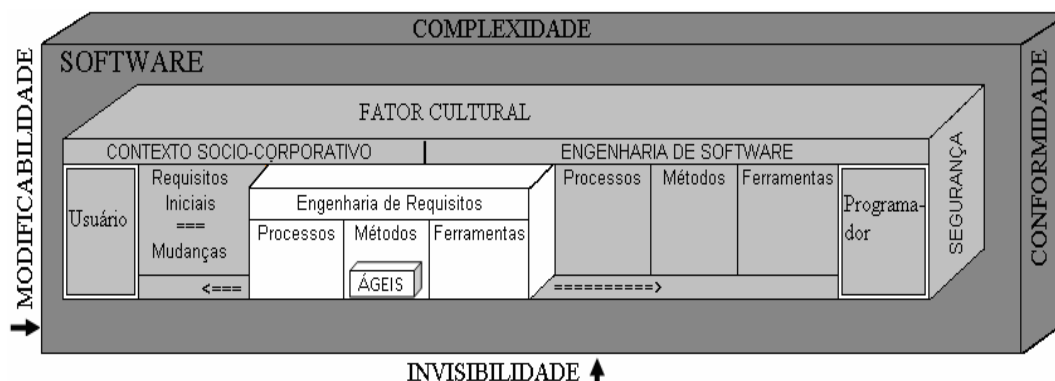 COMPLEXIDADE
SOFTWARE
MODIFICABILIDADE
FATOR CULTURAL
CONTEXTO SOCIO-CORPORATIVO
ENGENHARIA DE SOFTWARE
Usuário
Requisitos
Iniciais
===
Mudanças
<===
Engenharia de Requisitos
Processos Métodos Ferramentas
ÁGEIS
Processos Métodos Ferramentas
==========>
Programa-
dor
SEGURANÇA
CONFORMIDADE
INVISIBILIDADE